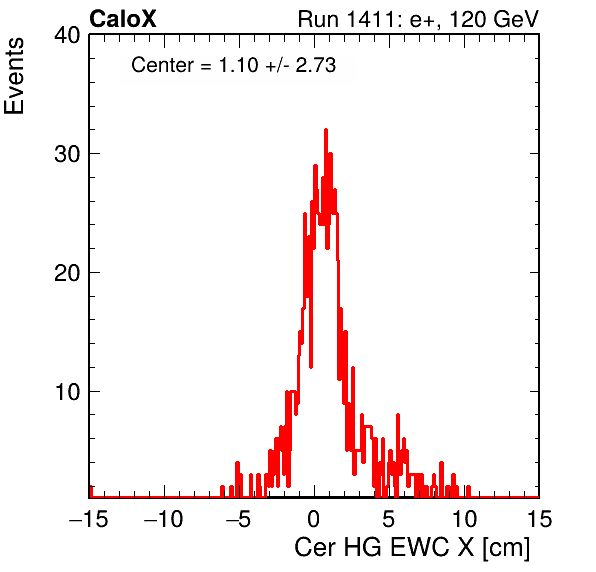 CaloX Run 1411: e+, 120 GeV
Events
Center = 1.10 +/- 2.73
40
30
20
10
−15 −10 −5 0 5 10 15
Cer HG EWC X [cm]